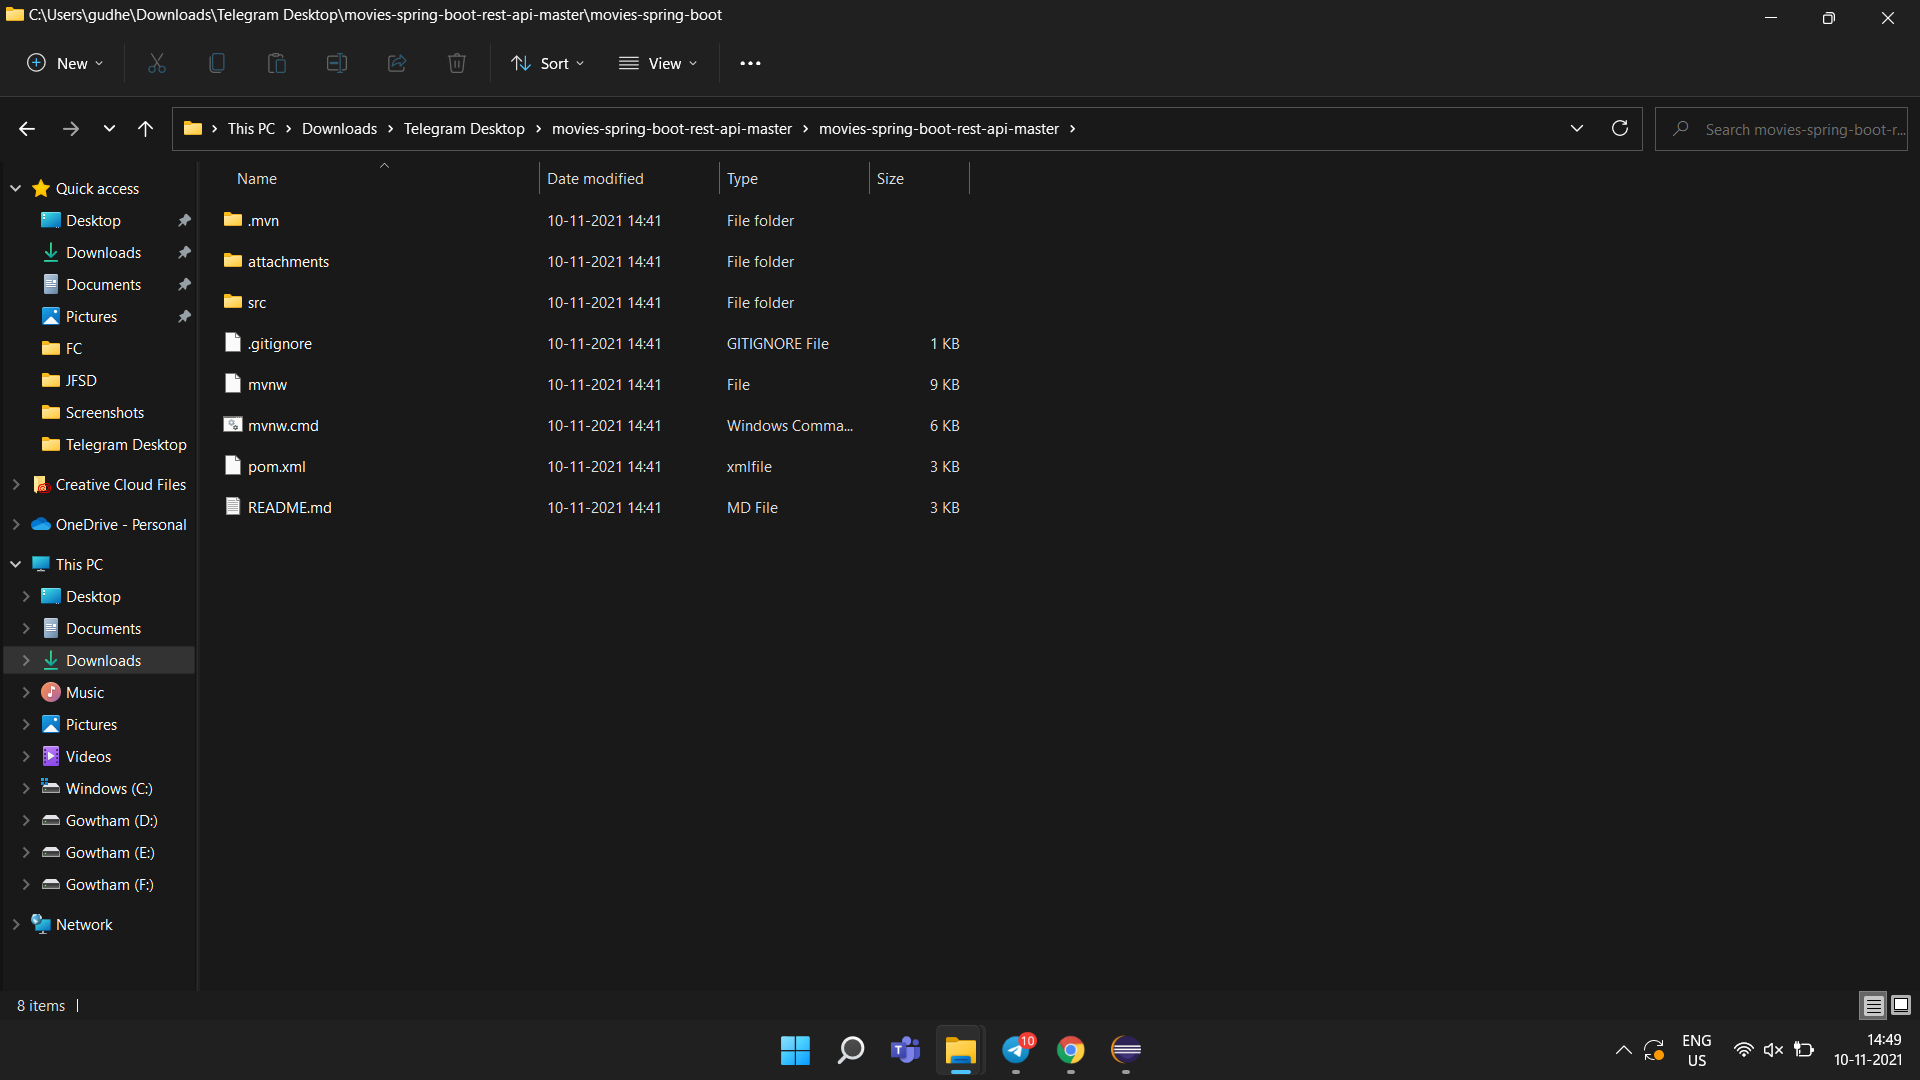 C:\Users\gudhe\Downloads\Telegram Desktop\movies-spring-boot-rest-api-master\movies-spring-boot
New
Sort
View
This PC > Downloads > Telegram Desktop > movies-spring-boot-rest-api-master > movies-spring-boot-rest-api-master >
Search movies-spring-boot-r...
Quick access
Desktop
Downloads
Documents
Pictures
FC
JFSD
Screenshots
Telegram Desktop
Creative Cloud Files
OneDrive - Personal
This PC
Desktop
Documents
Downloads
Music
Pictures
Videos
Windows (C:)
Gowtham (D:)
Gowtham (E:)
Gowtham (F:)
Network
Name Date modified Type Size
.mvn 10-11-2021 14:41 File folder
attachments 10-11-2021 14:41 File folder
src 10-11-2021 14:41 File folder
.gitignore 10-11-2021 14:41 GITIGNORE File 1 KB
mvnw 10-11-2021 14:41 File 9 KB
mvnw.cmd 10-11-2021 14:41 Windows Comma... 6 KB
pom.xml 10-11-2021 14:41 xmlfile 3 KB
README.md 10-11-2021 14:41 MD File 3 KB
8 items
10
ENG
US
14:49
10-11-2021